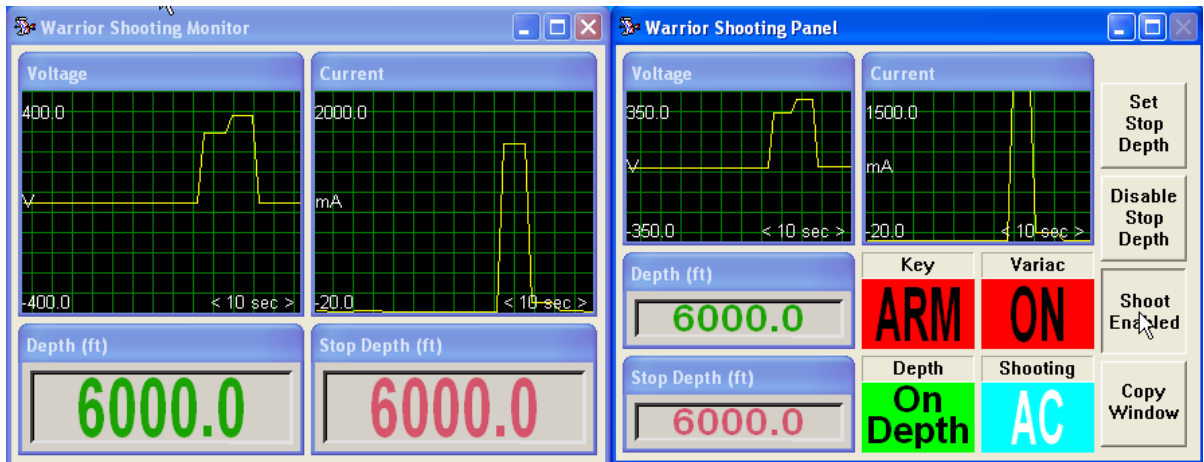 Warrior Shooting Monitor
Voltage
400.0
V
-400.0
< 10 sec >
Current
2000.0
mA
-20.0
< 10 sec >
Depth (ft)
6000.0
Stop Depth (ft)
6000.0
Warrior Shooting Panel
Voltage
350.0
V
-350.0
< 10 sec >
Current
1500.0
mA
-20.0
< 10 sec >
Depth (ft)
6000.0
Stop Depth (ft)
6000.0
Key
ARM
Variac
ON
Depth
On
Depth
Shooting
AC
Set
Stop
Depth
Disable
Stop
Depth
Shoot
Enabled
Copy
Window